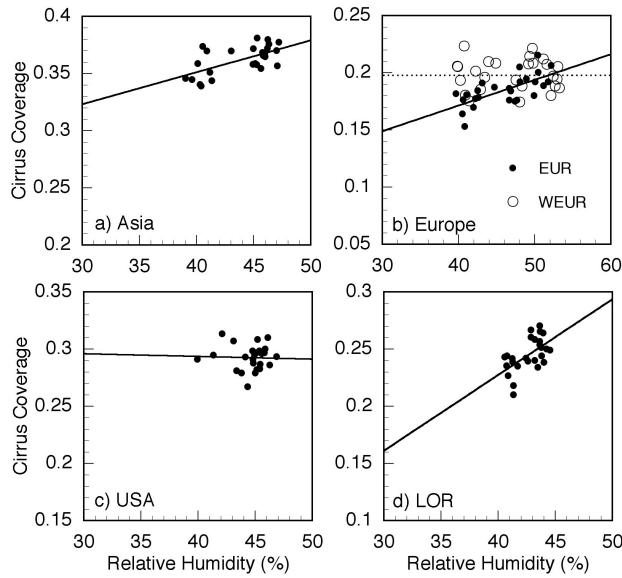 0.4
0.35
0.3
0.25
0.2
Cirrus Coverage
a) Asia
30 35 40 45 50
0.25
0.2
0.15
0.1
0.05
EUR
WEUR
b) Europe
30 40 50 60
0.35
0.3
0.25
0.2
0.15
Cirrus Coverage
c) USA
30 35 40 45 50
Relative Humidity (%)
0.3
0.25
0.2
0.15
0.1
d) LOR
30 35 40 45 50
Relative Humidity (%)